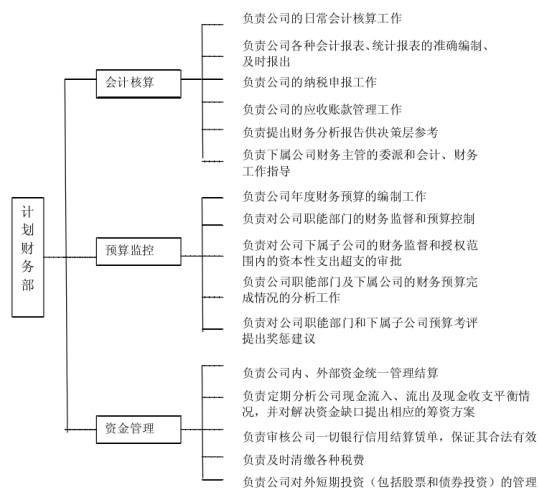 计划财务部
会计核算
负责公司的日常会计核算工作
负责公司各种会计报表、统计报表的准确编制、
及时报出
负责公司的纳税申报工作
负责公司的应收账款管理工作
负责提出财务分析报告供决策层参考
负责下属公司财务主管的委派和会计、财务
工作指导
预算监控
负责公司年度财务预算的编制工作
负责对公司职能部门的财务监督和预算控制
负责对公司下属子公司的财务监督和授权范
围内的资本性支出超支的审批
负责公司职能部门及下属公司的财务预算完
成情况的分析工作
负责对公司职能部门和下属子公司预算考评
提出奖惩建议
资金管理
负责公司内、外部资金统一管理结算
负责定期分析公司现金流入、流出及现金收支平衡情
况，并对解决资金缺口提出相应的筹资方案
负责审核公司一切银行信用结算赁单，保证其合法有效
负责及时清缴各种税费
负责公司对外短期投资（包括股票和债券投资）的管理